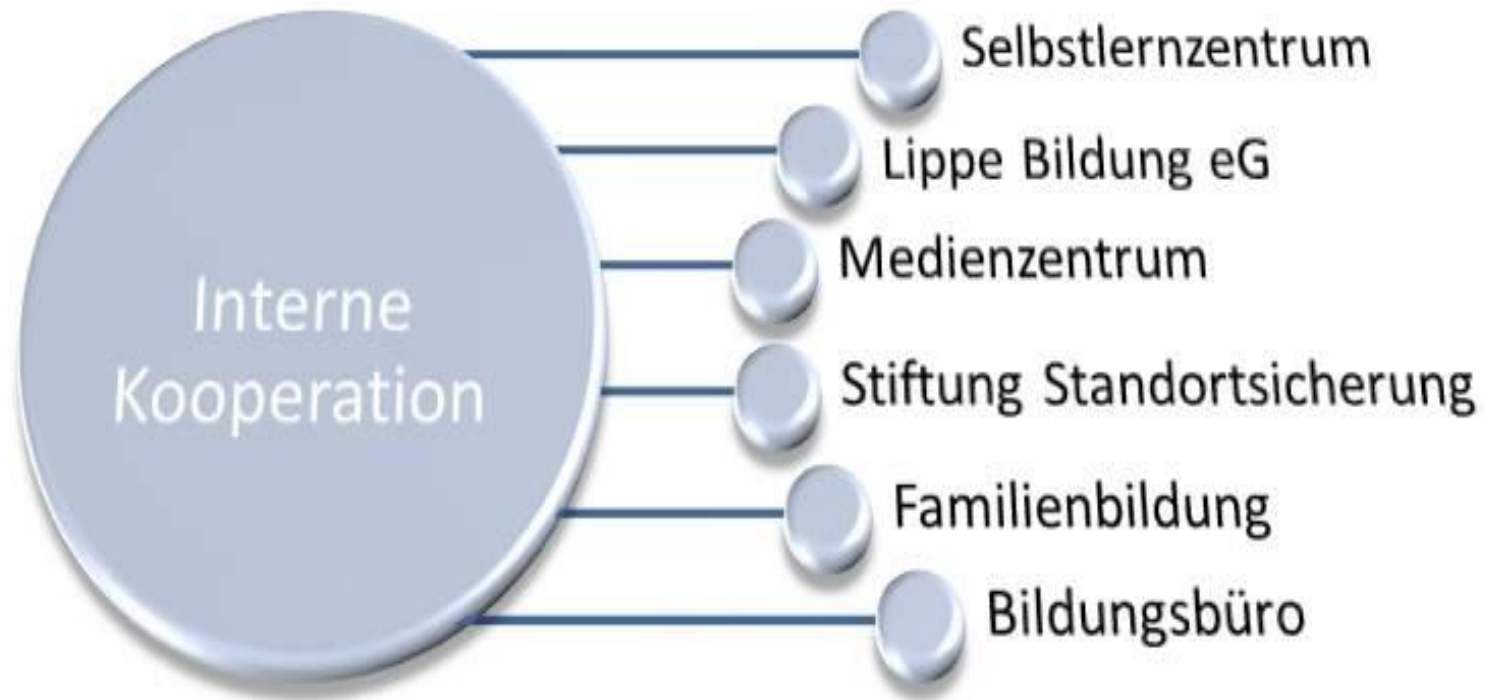 Interne
Kooperation
Selbstlernzentrum
Lippe Bildung eG
Medienzentrum
Stiftung Standortsicherung
Familienbildung
Bildungsbüro